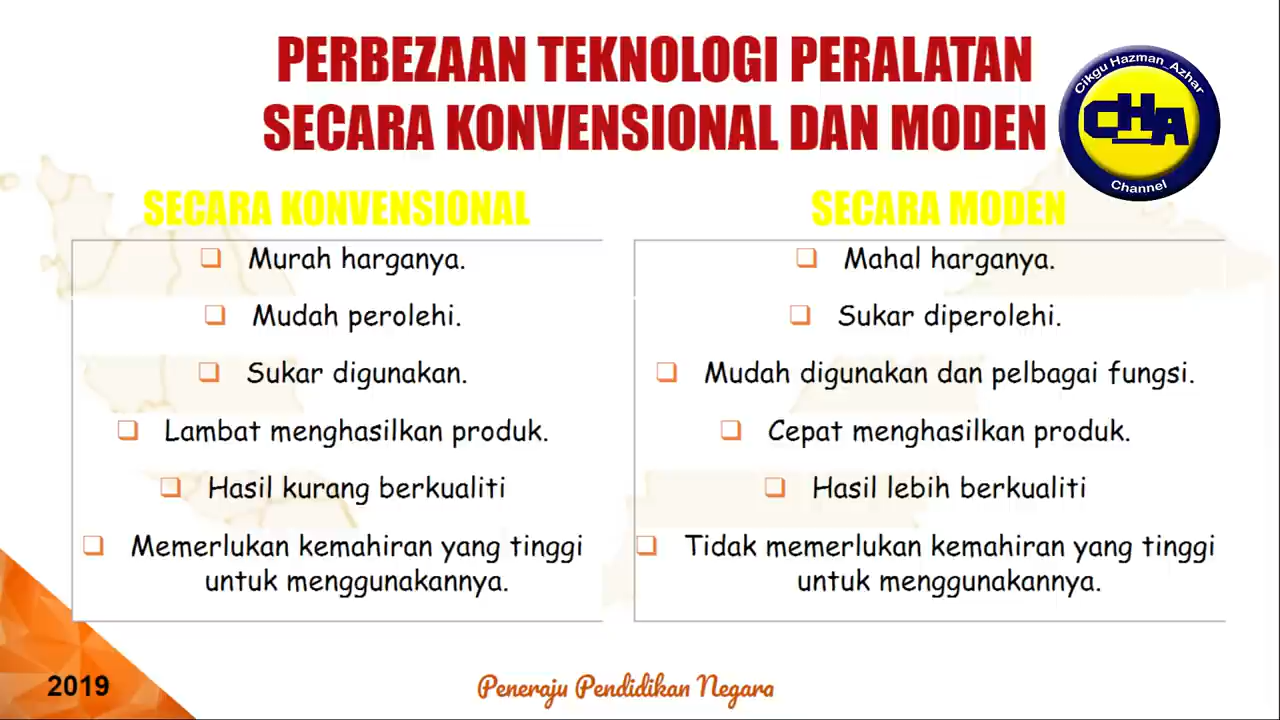 PERBEZAAN TEKNOLOGI PERALATAN
SECARA KONVENSIONAL DAN MODEN
Cikgu Hazman_Azhar
CHA
Channel
SECARA KONVENSIONAL
Murah harganya.
Mudah perolehi.
Sukar digunakan.
Lambat menghasilkan produk.
Hasil kurang berkualiti
Memerlukan kemahiran yang tinggi
untuk menggunakannya.
SECARA MODEN
Mahal harganya.
Sukar diperolehi.
Mudah digunakan dan pelbagai fungsi.
Cepat menghasilkan produk.
Hasil lebih berkualiti
Tidak memerlukan kemahiran yang tinggi
untuk menggunakannya.
2019
Peneraju Pendidikan Negara